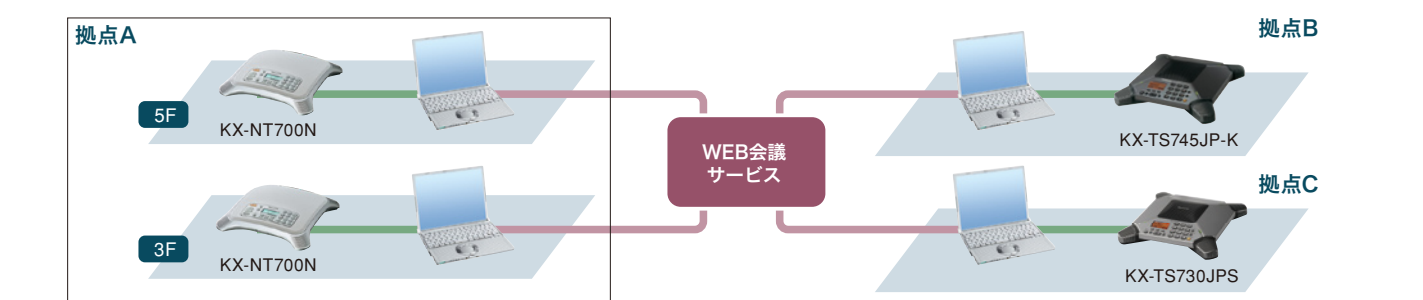 拠点A
5F
KX-NT700N
3F
KX-NT700N
WEB会議
サービス
拠点B
KX-TS745JP-K
拠点C
KX-TS730JPS